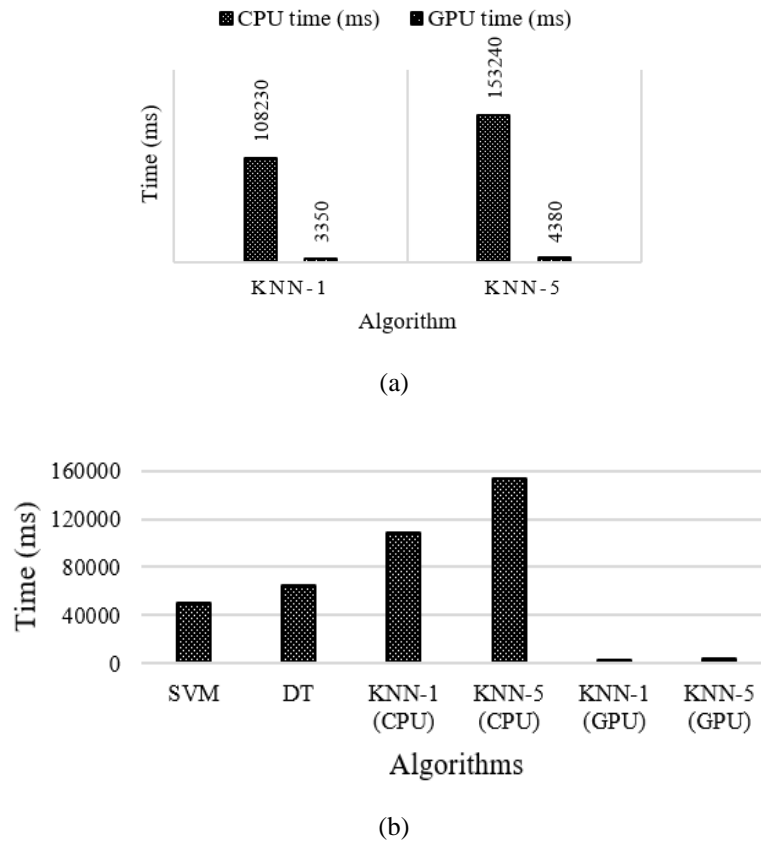 CPU time (ms) GPU time (ms)
Time (ms)
108230
3350
153240
4380
KNN-1 KNN-5
Algorithm
(a)
Time (ms)
160000
120000
80000
40000
0
SVM DT KNN-1 KNN-5 KNN-1 KNN-5
(CPU) (CPU) (GPU) (GPU)
Algorithms
(b)